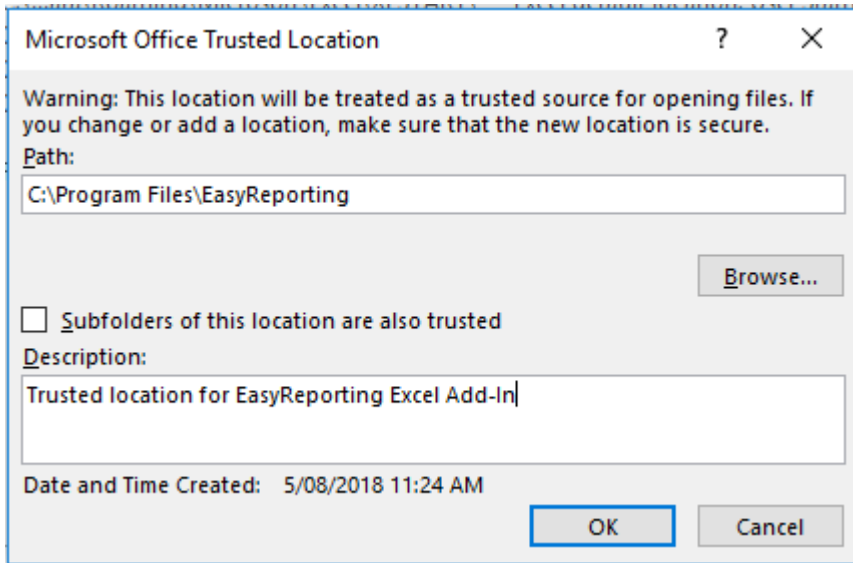 Microsoft Office Trusted Location ? X
Warning: This location will be treated as a trusted source for opening files. If
you change or add a location, make sure that the new location is secure.
Path:
C:\Program Files\EasyReporting
Browse...
Subfolders of this location are also trusted
Description:
Trusted location for EasyReporting Excel Add-In
Date and Time Created: 5/08/2018 11:24 AM
OK Cancel